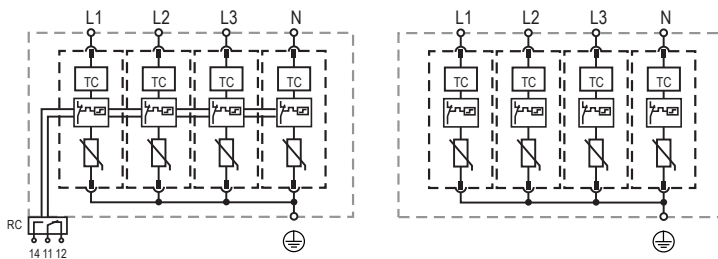 L1 L2 L3 N L1 L2 L3 N
TC TC TC TC TC TC TC TC
RC
14 11 12